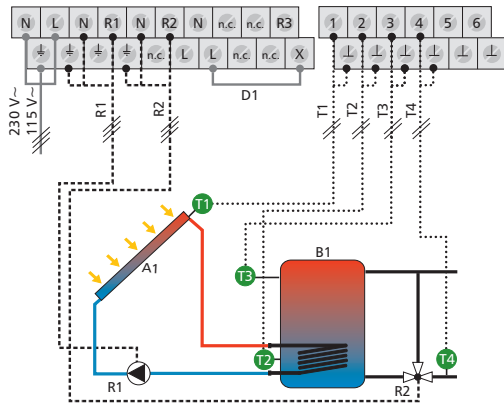 N L N R1 N R2 N n.c. n.c. R3
n.c. L L n.c. X
1 2 3 4 5 6
D1
230 V~
115 V~
R1
R2
T1
T2
T3
T4
T1
A1
B1
T3
T2
T4
R1
R2